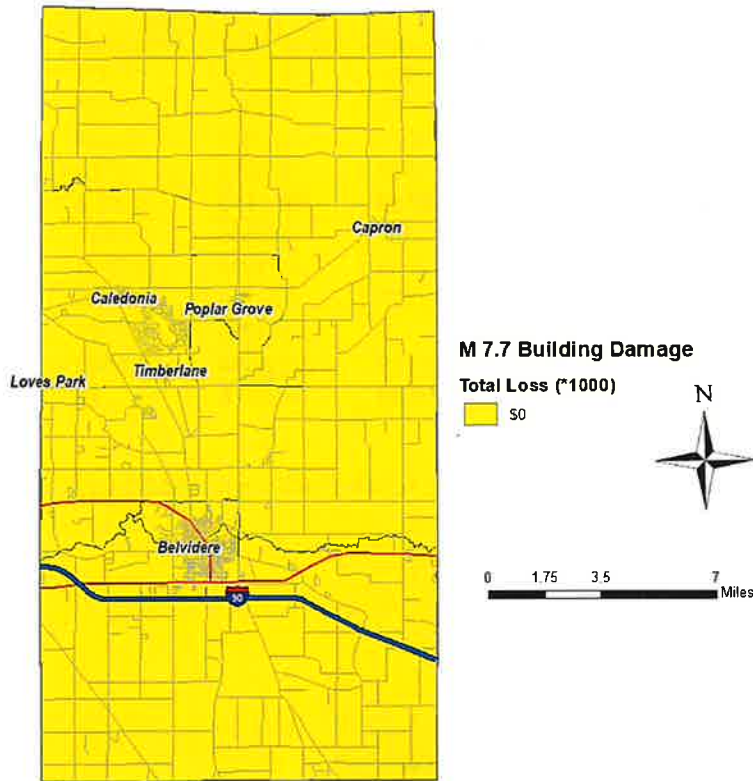 Capron
Caledonia
Poplar Grove
Timberlane
Loves Park
Belvidere
90
M 7.7 Building Damage
Total Loss (*1000)
$0
N
0 1.75 3.5 7
Miles